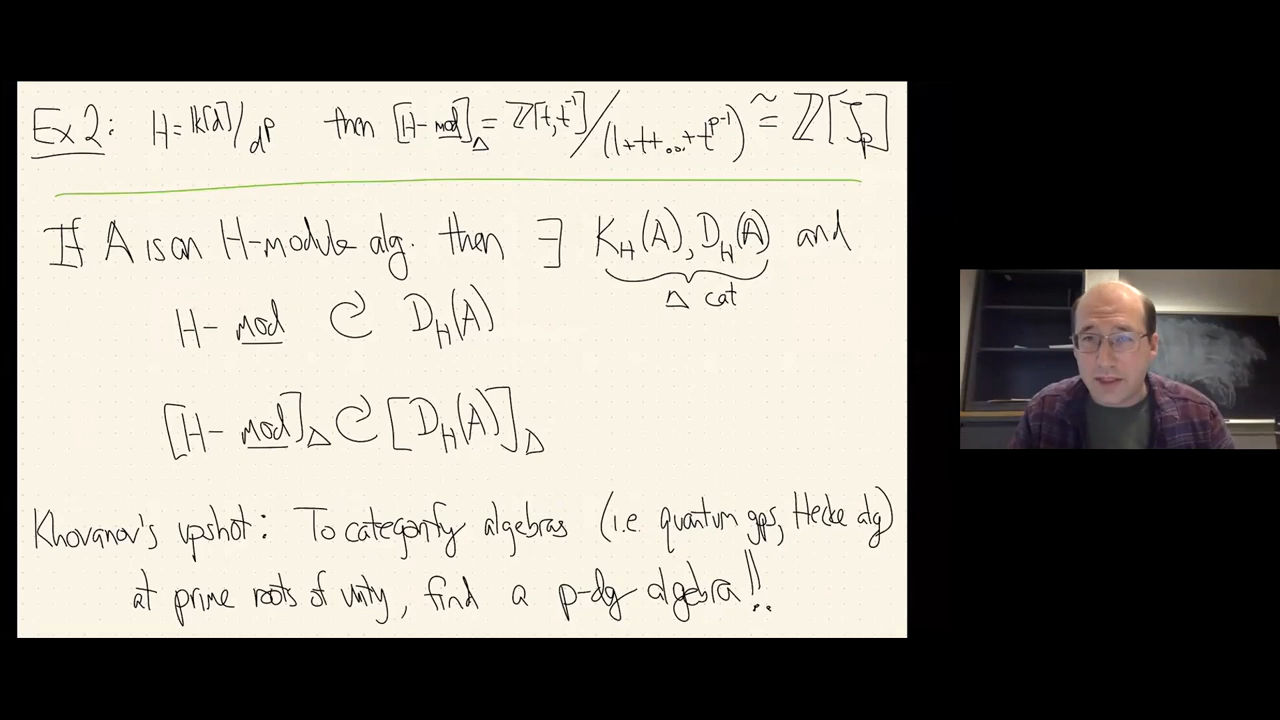 Ex 2: H = 𝕜[d]/d^p then [H-mod]_Δ = ℤ[t,t^{-1}]/(1+t+...+t^{p-1}) ≅ ℤ[ζ_p]
If A is an H-module alg. then ∃ K_H(A), D_H(A) and
Δ cat
H-mod ⟳ D_H(A)
[H-mod]_Δ ⟳ [D_H(A)]_Δ
Khovanov's upshot: To categorify algebras (i.e. quantum gps, Hecke alg)
at prime roots of unity, find a p-dg algebra!!